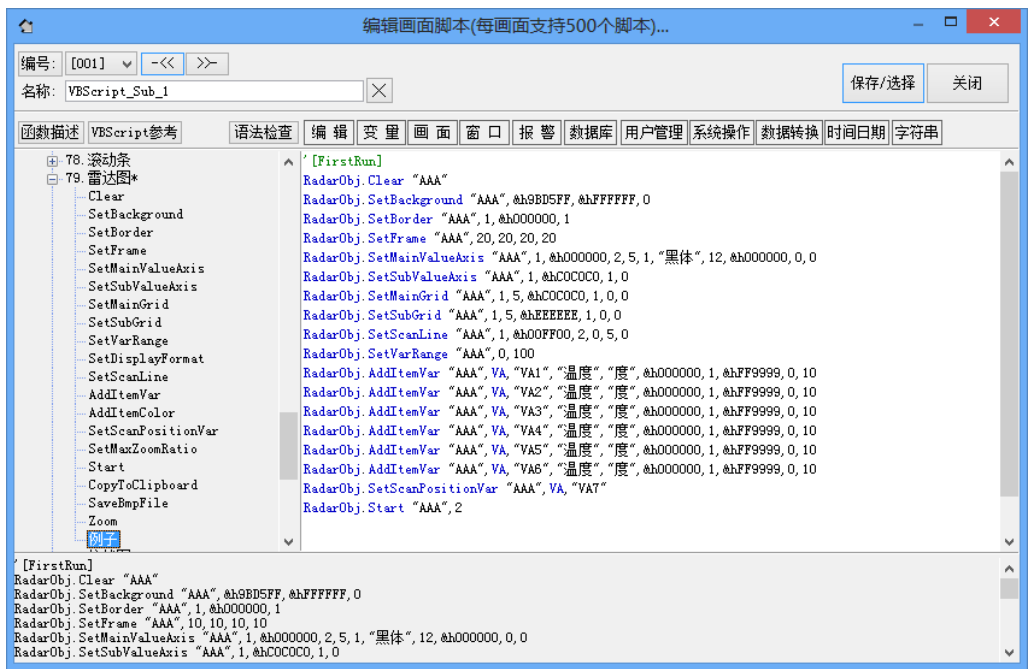 编辑画面脚本(每画面支持500个脚本)...
编号: [001] -<< >>-
名称: VBScript_Sub_1
保存/选择 关闭
函数描述 VBScript参考 语法检查 编 辑 变 量 画 面 窗 口 报 警 数据库 用户管理 系统操作 数据转换 时间日期 字符串
78. 滚动条
79. 雷达图*
Clear
SetBackground
SetBorder
SetFrame
SetMainValueAxis
SetSubValueAxis
SetMainGrid
SetSubGrid
SetVarRange
SetDisplayFormat
SetScanLine
AddItemVar
AddItemColor
SetScanPositionVar
SetMaxZoomRatio
Start
CopyToClipboard
SaveBmpFile
Zoom
例子
'[FirstRun]
RadarObj.Clear "AAA"
RadarObj.SetBackground "AAA",&h9BD5FF,&hFFFFFF,0
RadarObj.SetBorder "AAA",1,&h000000,1
RadarObj.SetFrame "AAA",20,20,20,20
RadarObj.SetMainValueAxis "AAA",1,&h000000,2,5,1,"黑体",12,&h000000,0,0
RadarObj.SetSubValueAxis "AAA",1,&hC0C0C0,1,0
RadarObj.SetMainGrid "AAA",1,5,&hC0C0C0,1,0,0
RadarObj.SetSubGrid "AAA",1,5,&hEEEEEE,1,0,0
RadarObj.SetScanLine "AAA",1,&h00FF00,2,0,5,0
RadarObj.SetVarRange "AAA",0,100
RadarObj.AddItemVar "AAA",VA,"VA1","温度","度",&h000000,1,&hFF9999,0,10
RadarObj.AddItemVar "AAA",VA,"VA2","温度","度",&h000000,1,&hFF9999,0,10
RadarObj.AddItemVar "AAA",VA,"VA3","温度","度",&h000000,1,&hFF9999,0,10
RadarObj.AddItemVar "AAA",VA,"VA4","温度","度",&h000000,1,&hFF9999,0,10
RadarObj.AddItemVar "AAA",VA,"VA5","温度","度",&h000000,1,&hFF9999,0,10
RadarObj.AddItemVar "AAA",VA,"VA6","温度","度",&h000000,1,&hFF9999,0,10
RadarObj.SetScanPositionVar "AAA",VA,"VA7"
RadarObj.Start "AAA",2
'[FirstRun]
RadarObj.Clear "AAA"
RadarObj.SetBackground "AAA",&h9BD5FF,&hFFFFFF,0
RadarObj.SetBorder "AAA",1,&h000000,1
RadarObj.SetFrame "AAA",10,10,10,10
RadarObj.SetMainValueAxis "AAA",1,&h000000,2,5,1,"黑体",12,&h000000,0,0
RadarObj.SetSubValueAxis "AAA",1,&hC0C0C0,1,0